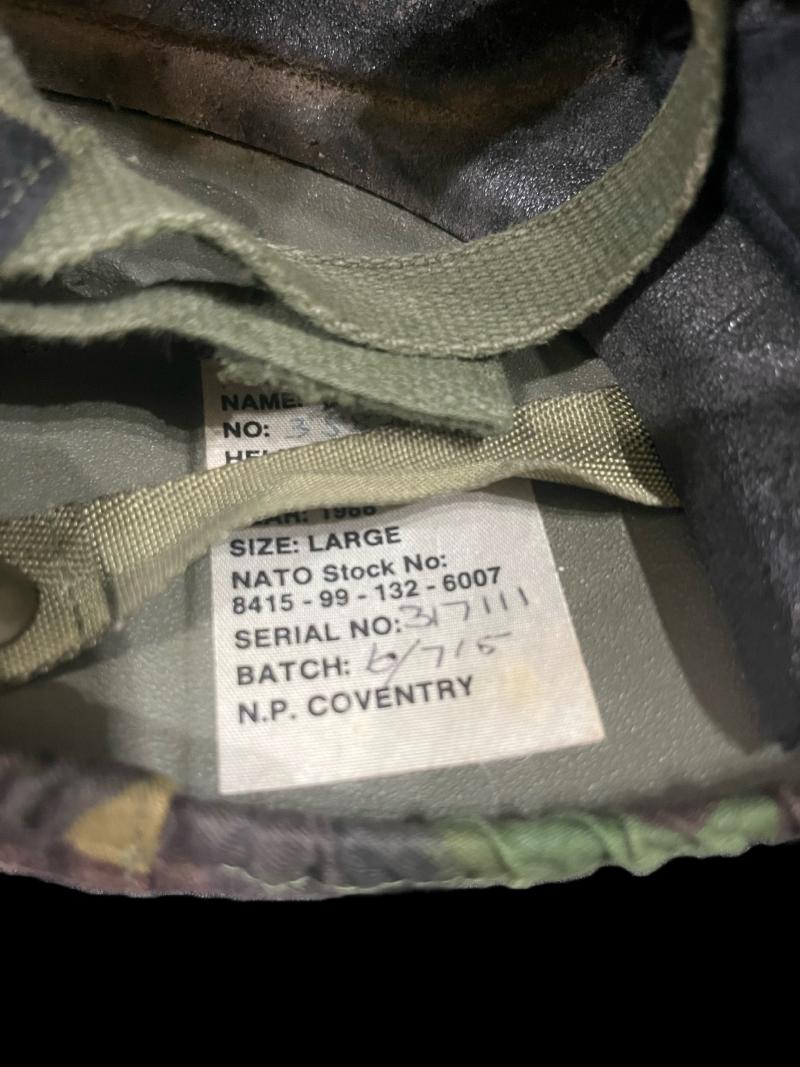 NAME:
NO: 3
YEAR: 1988
SIZE: LARGE
NATO Stock No:
8415 - 99 - 132 - 6007
SERIAL NO: 317111
BATCH: 6/715
N.P. COVENTRY